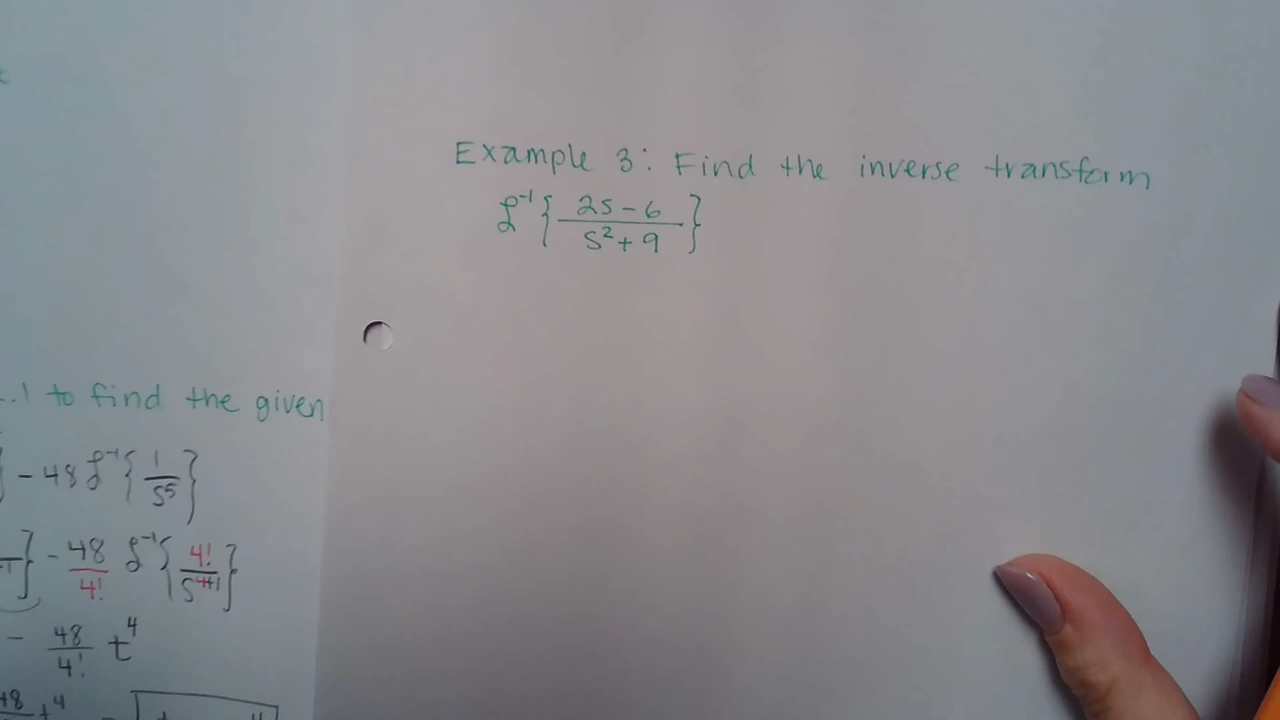 Example 3: Find the inverse transform
ℒ⁻¹{ (2s - 6) / (s² + 9) }
.1 to find the given
- 48 ℒ⁻¹{ 1 / s⁵ }
} - 48/4! ℒ⁻¹{ 4! / s⁴⁺¹ }
- 48/4! t⁴